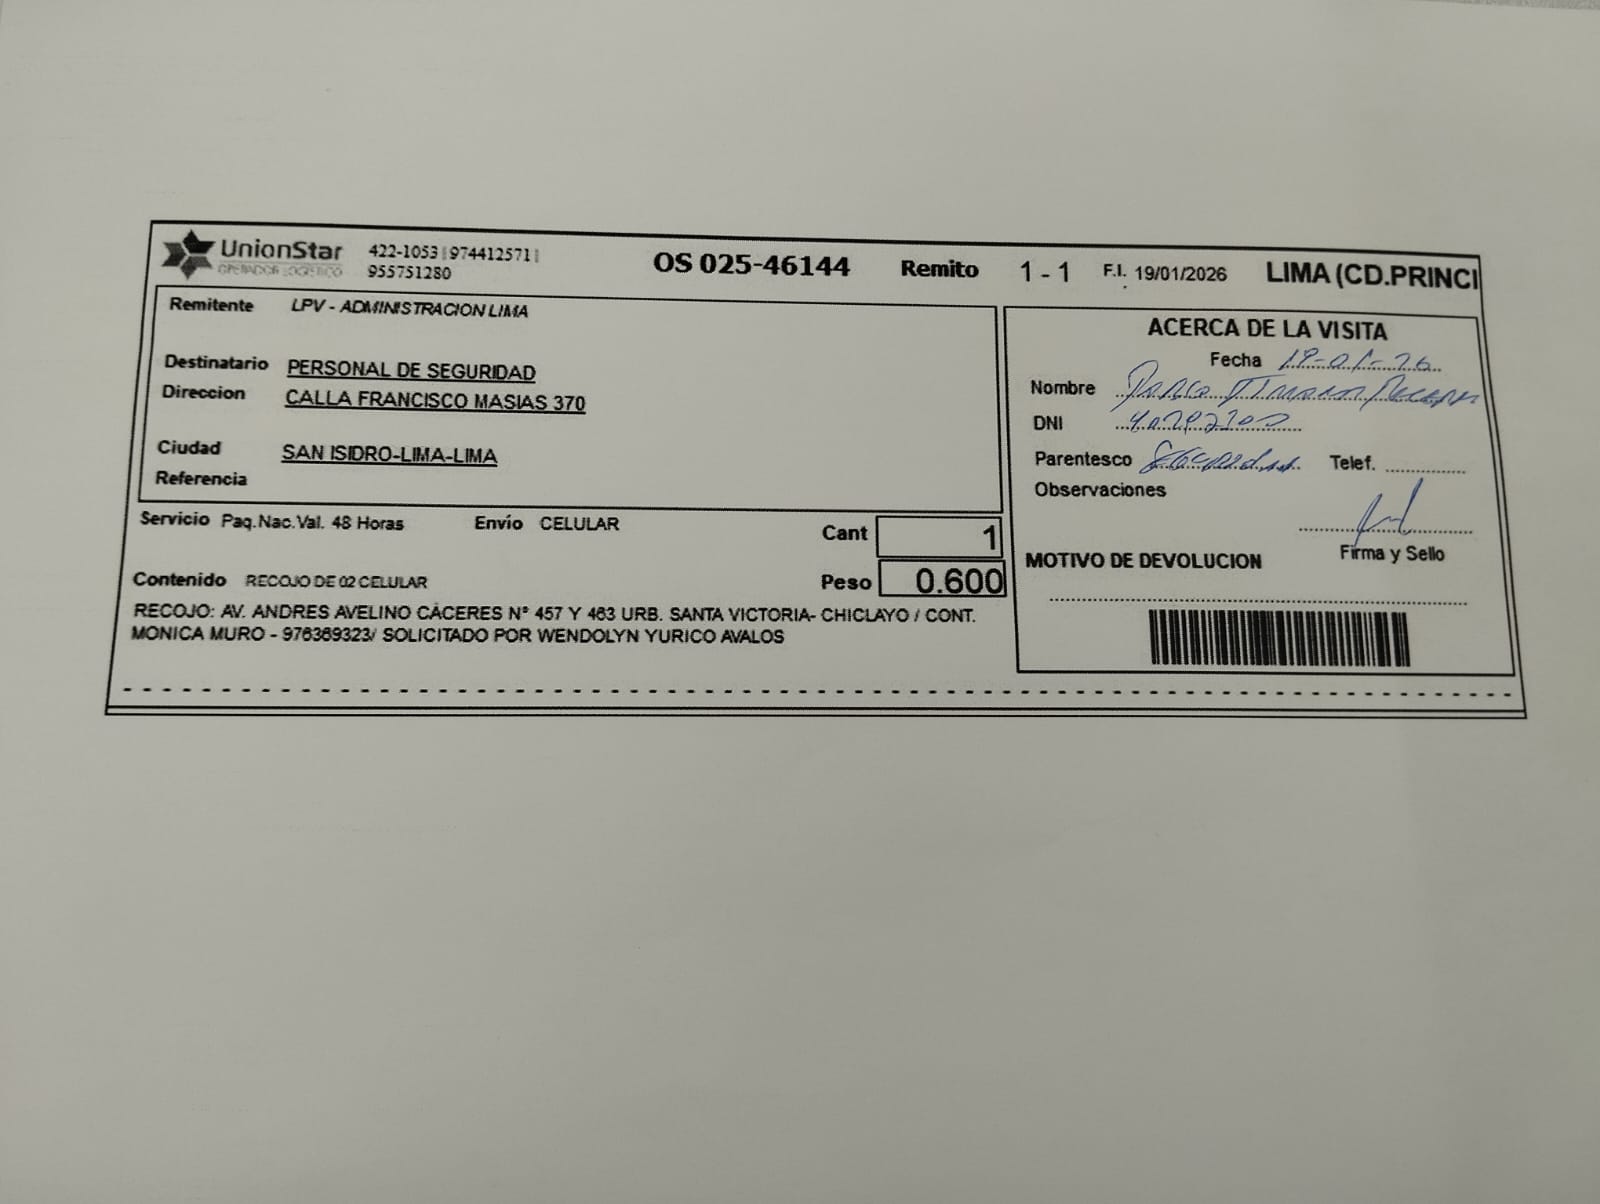 UnionStar 422-1053 | 974412571 | OS 025-46144 Remito 1 - 1 F.I. 19/01/2026 LIMA (CD.PRINCI
OPERADOR LOGISTICO 955751280
Remitente LPV - ADMINISTRACION LIMA
Destinatario PERSONAL DE SEGURIDAD
Direccion CALLA FRANCISCO MASIAS 370
Ciudad SAN ISIDRO-LIMA-LIMA
Referencia
Servicio Paq.Nac.Val. 48 Horas Envío CELULAR Cant 1
Contenido RECOJO DE 02 CELULAR Peso 0.600
RECOJO: AV. ANDRES AVELINO CÁCERES N° 457 Y 463 URB. SANTA VICTORIA- CHICLAYO / CONT.
MONICA MURO - 976369323/ SOLICITADO POR WENDOLYN YURICO AVALOS
ACERCA DE LA VISITA
Fecha
Nombre
DNI
Parentesco Telef.
Observaciones
Firma y Sello
MOTIVO DE DEVOLUCION